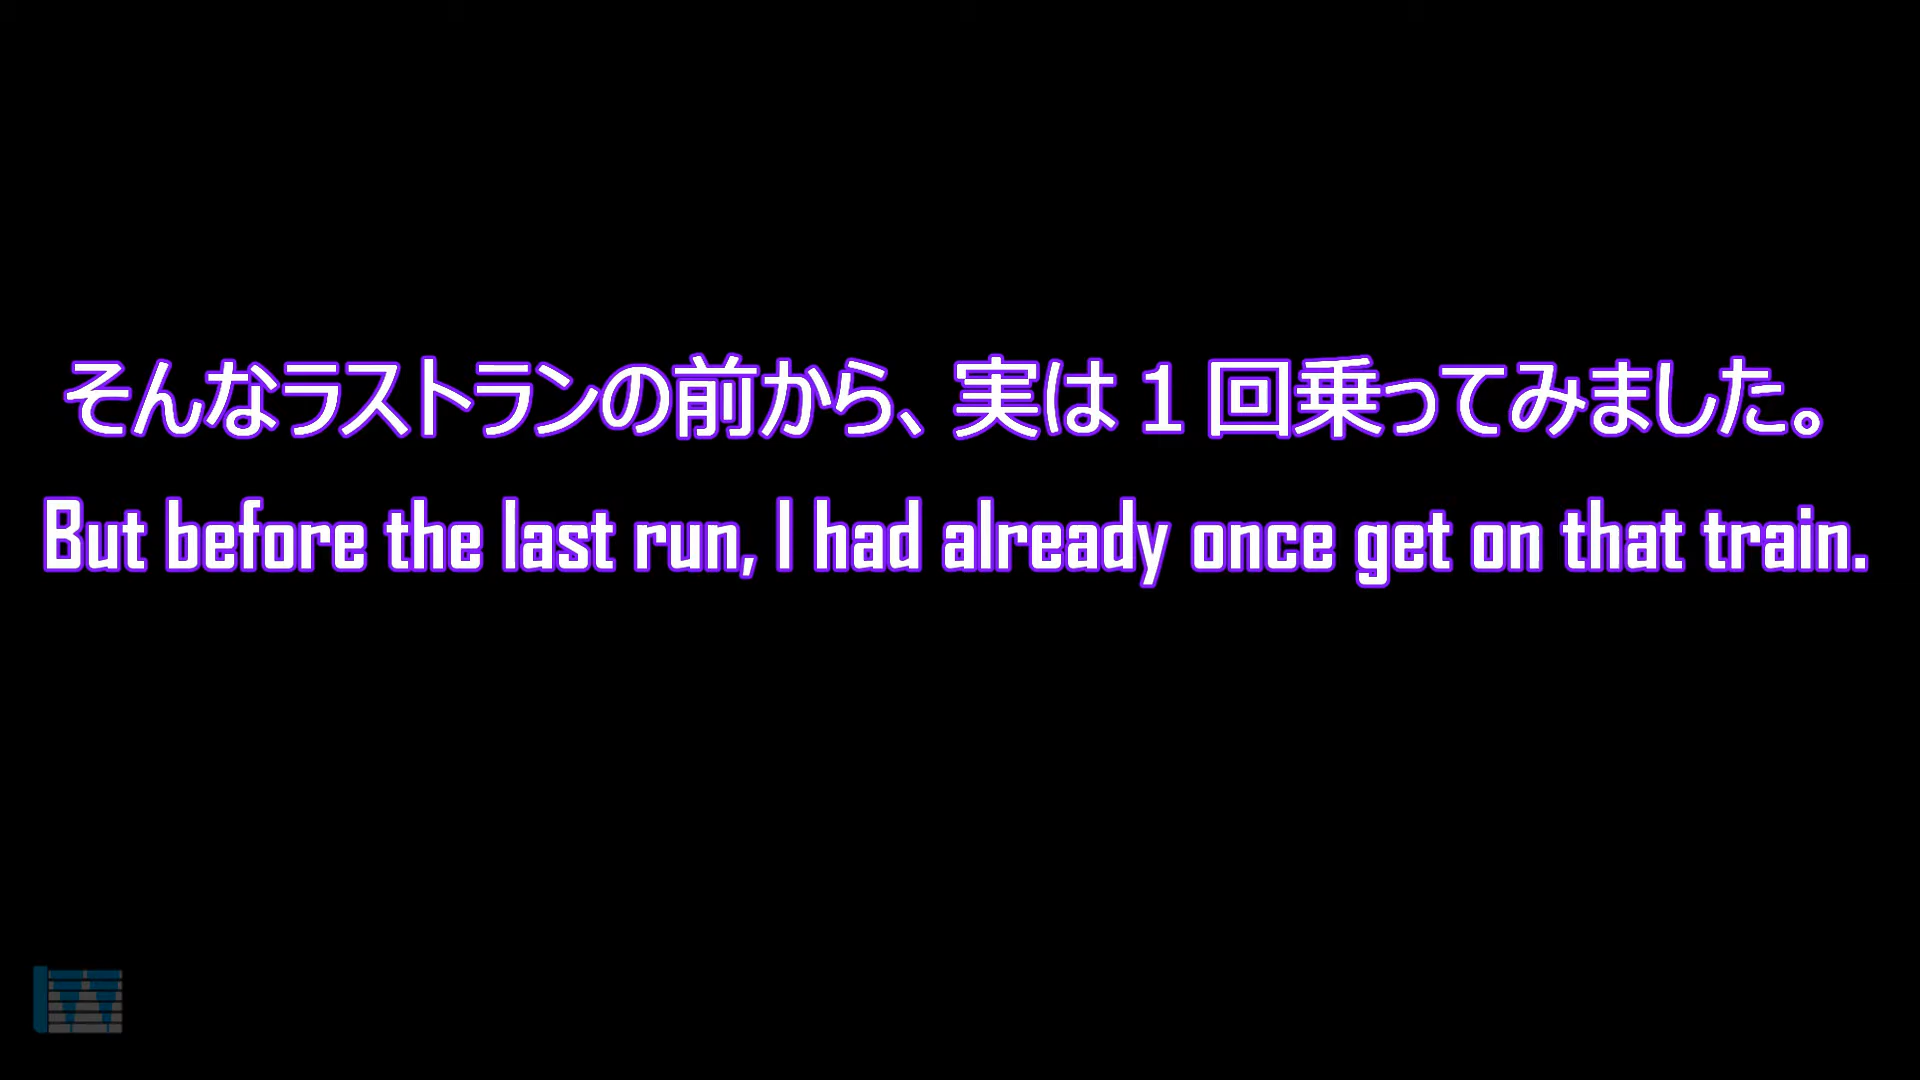 そんなラストランの前から、実は１回乗ってみました。
But before the last run, I had already once get on that train.